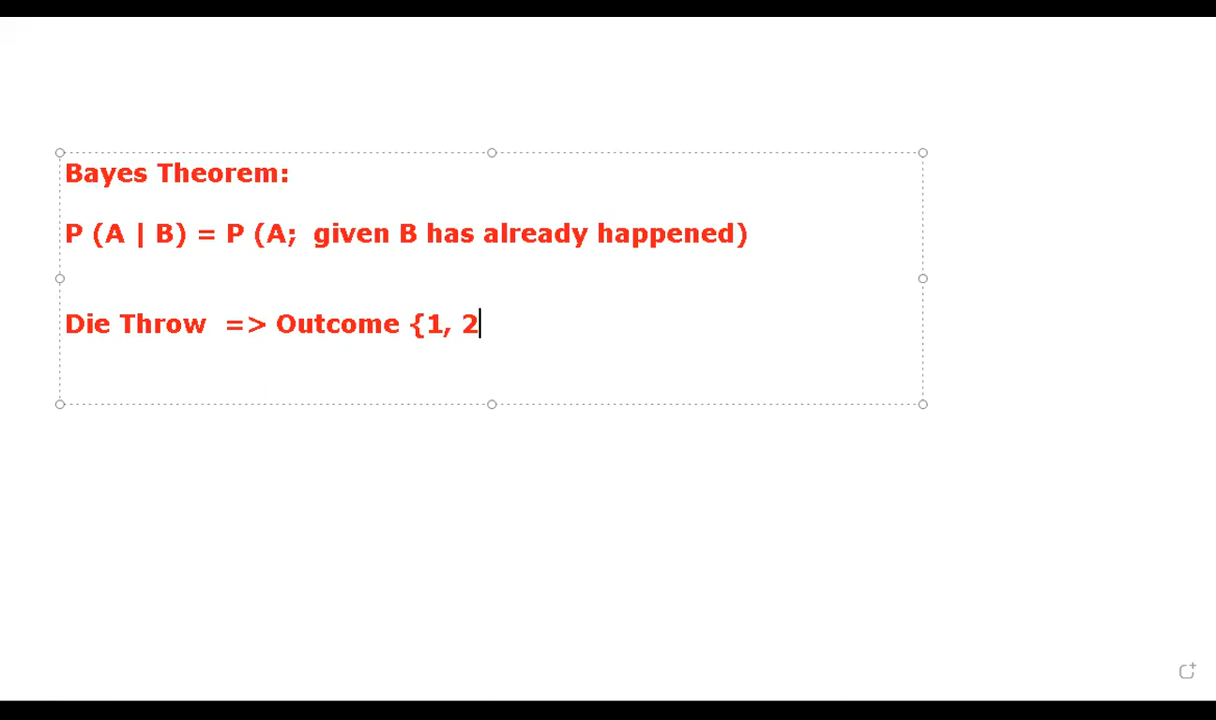 Bayes Theorem:
P (A | B) = P (A;  given B has already happened)
Die Throw  => Outcome {1, 2